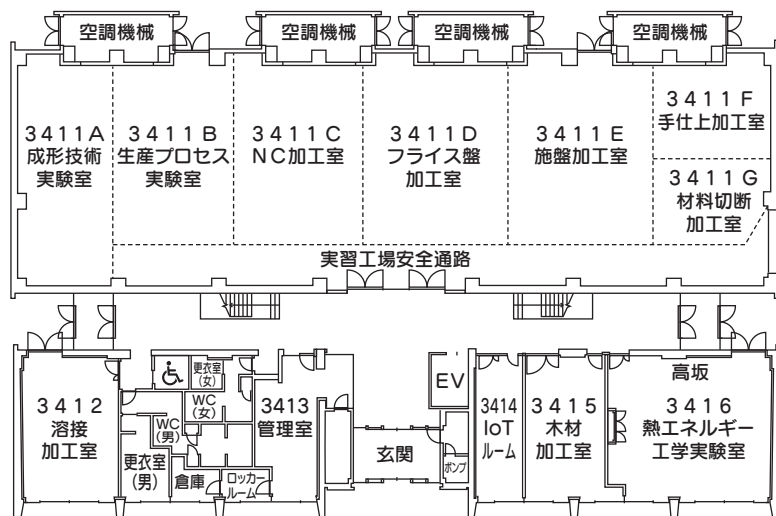 空調機械
空調機械
空調機械
空調機械
3411A
成形技術
実験室
3411B
生産プロセス
実験室
3411C
NC加工室
3411D
フライス盤
加工室
3411E
施盤加工室
3411F
手仕上加工室
3411G
材料切断
加工室
実習工場安全通路
3412
溶接
加工室
更衣室
(女)
WC
(女)
WC
(男)
更衣室
(男)
倉庫
ロッカー
ルーム
3413
管理室
玄関
EV
ポンプ
3414
IoT
ルーム
3415
木材
加工室
高坂
3416
熱エネルギー
工学実験室